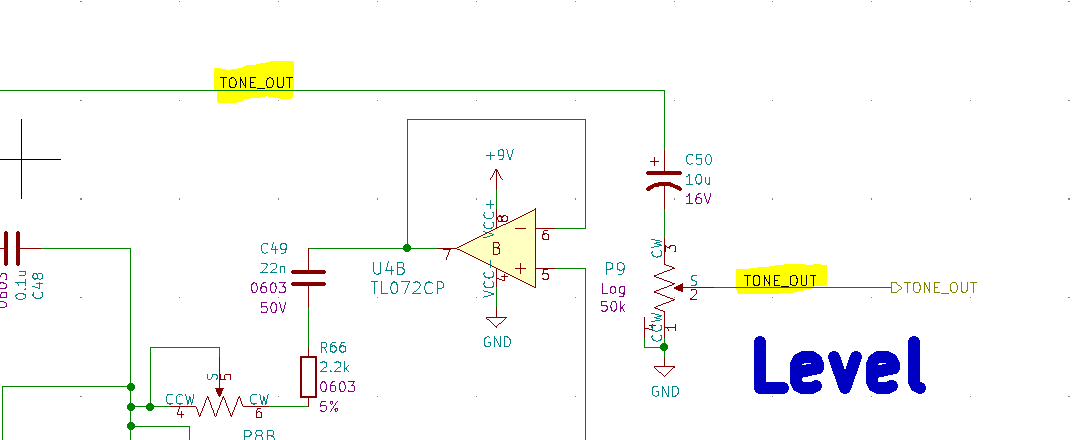 TONE_OUT
+9V
C50
10u
16V
VCC+
8
−
6
B
7
+
5
VCC-
4
GND
U4B
TL072CP
C49
22n
0603
50V
0603
0.1u
C48
CW
3
P9
Log
50k
S
2
TONE_OUT
TONE_OUT
CCW
1
GND
Level
R66
2.2k
0603
5%
S
5
CCW
4
CW
6
P8B